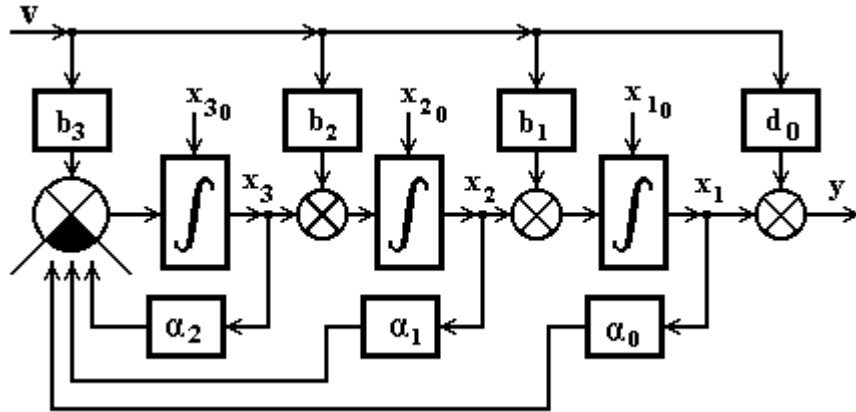 v
b₃ x₃₀ b₂ x₂₀ b₁ x₁₀ d₀
∫ x₃ ∫ x₂ ∫ x₁ y
α₂ α₁ α₀